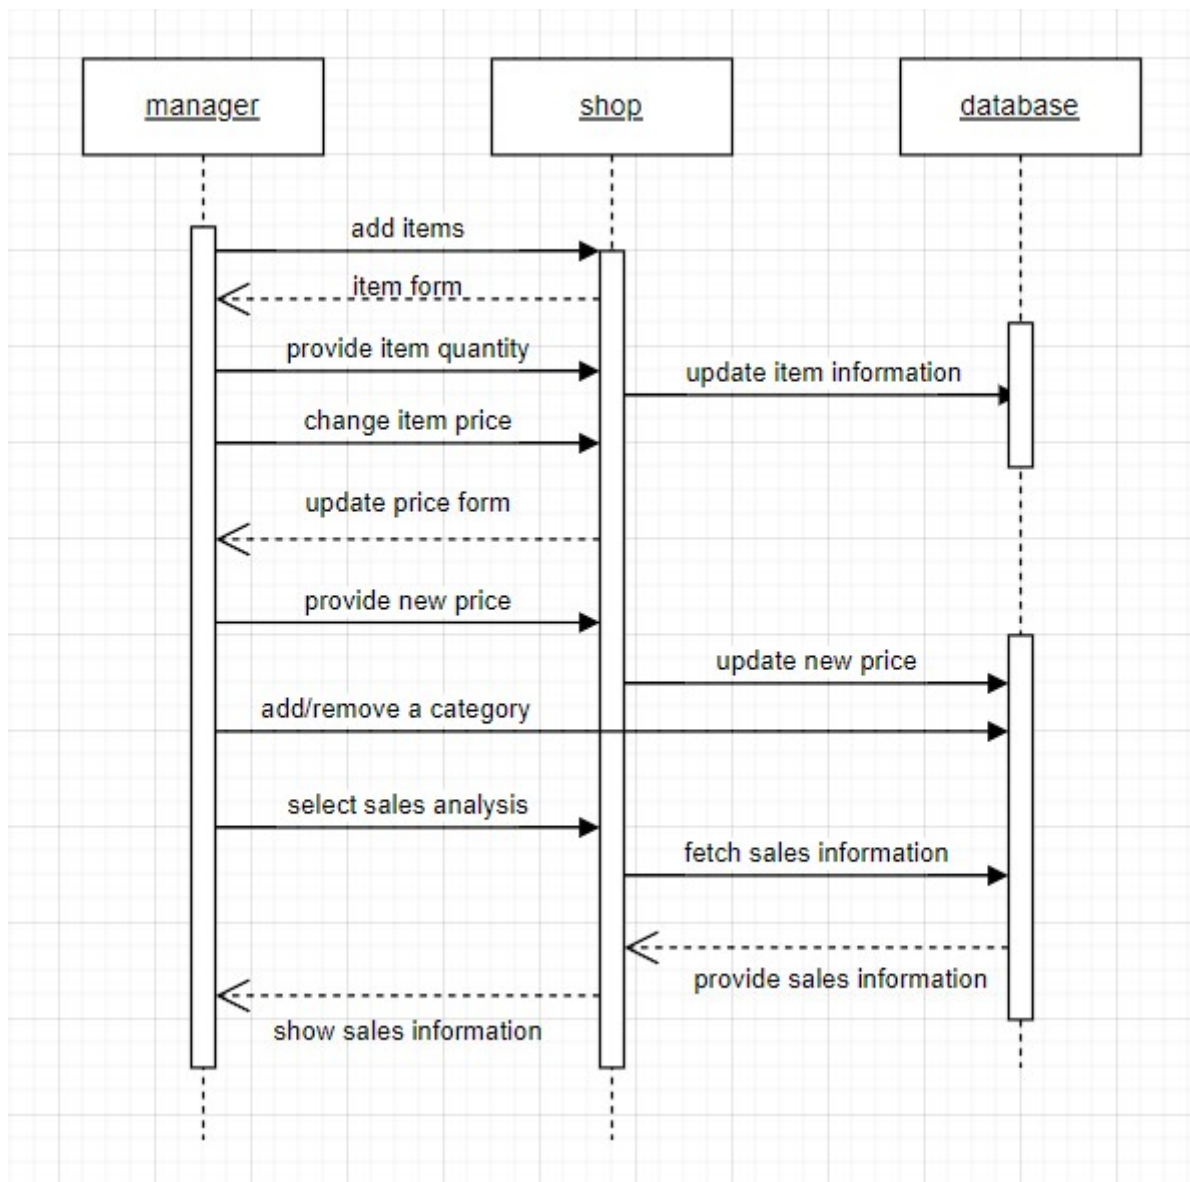 manager
shop
database
add items
item form
provide item quantity
update item information
change item price
update price form
provide new price
update new price
add/remove a category
select sales analysis
fetch sales information
provide sales information
show sales information